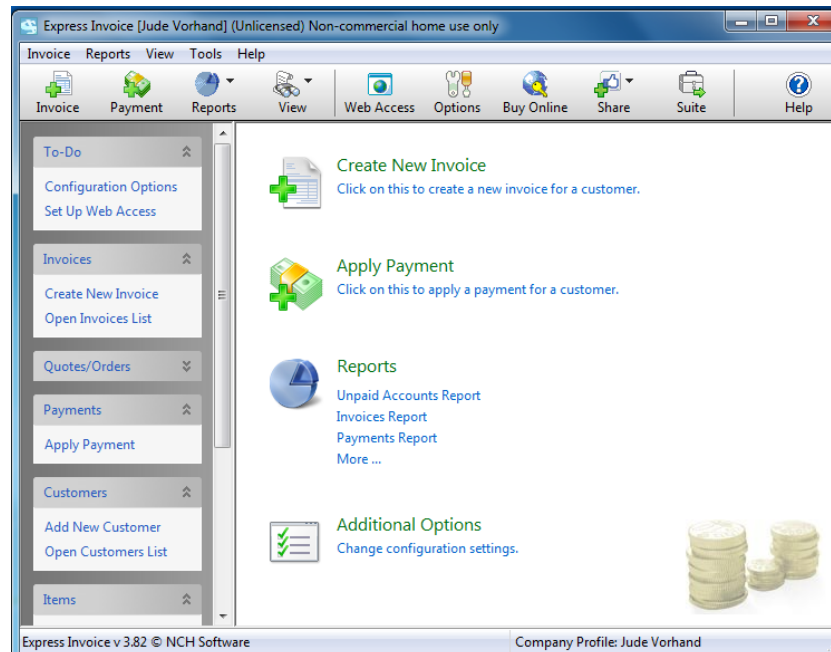 Express Invoice [Jude Vorhand] (Unlicensed) Non-commercial home use only
Invoice Reports View Tools Help
Invoice Payment Reports View Web Access Options Buy Online Share Suite Help
To-Do
Configuration Options
Set Up Web Access
Invoices
Create New Invoice
Open Invoices List
Quotes/Orders
Payments
Apply Payment
Customers
Add New Customer
Open Customers List
Items
Create New Invoice
Click on this to create a new invoice for a customer.
Apply Payment
Click on this to apply a payment for a customer.
Reports
Unpaid Accounts Report
Invoices Report
Payments Report
More ...
Additional Options
Change configuration settings.
Express Invoice v 3.82 © NCH Software
Company Profile: Jude Vorhand